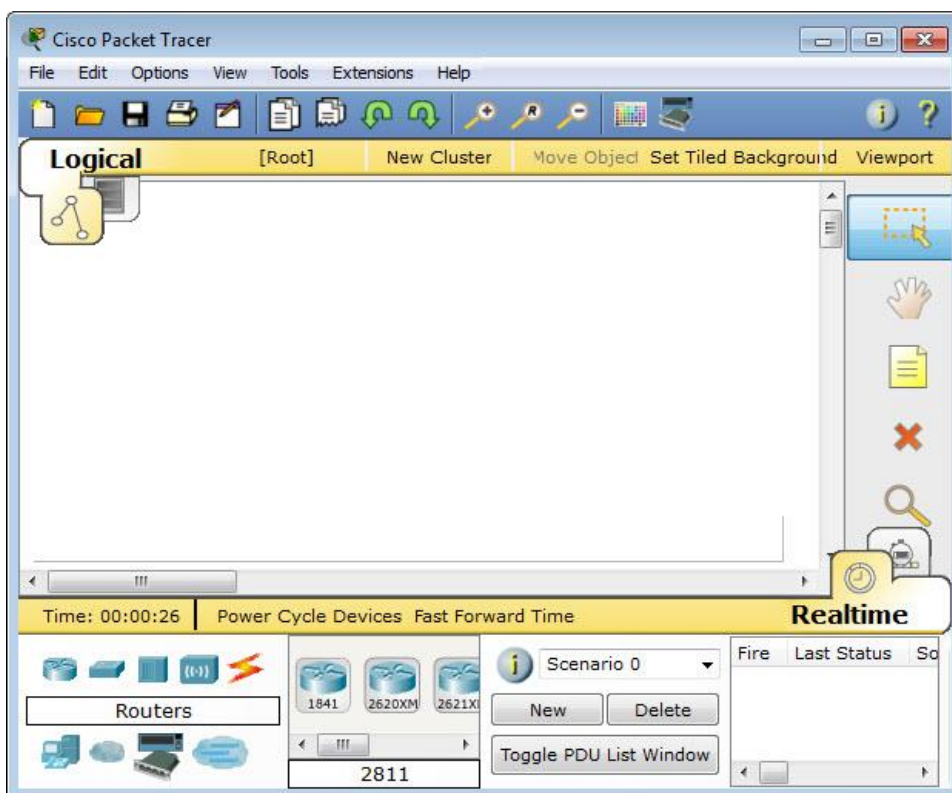 Cisco Packet Tracer
File Edit Options View Tools Extensions Help
Logical [Root] New Cluster Move Object Set Tiled Background Viewport
Time: 00:00:26 Power Cycle Devices Fast Forward Time Realtime
Routers
1841 2620XM 2621XM
2811
Scenario 0
New Delete
Toggle PDU List Window
Fire Last Status So